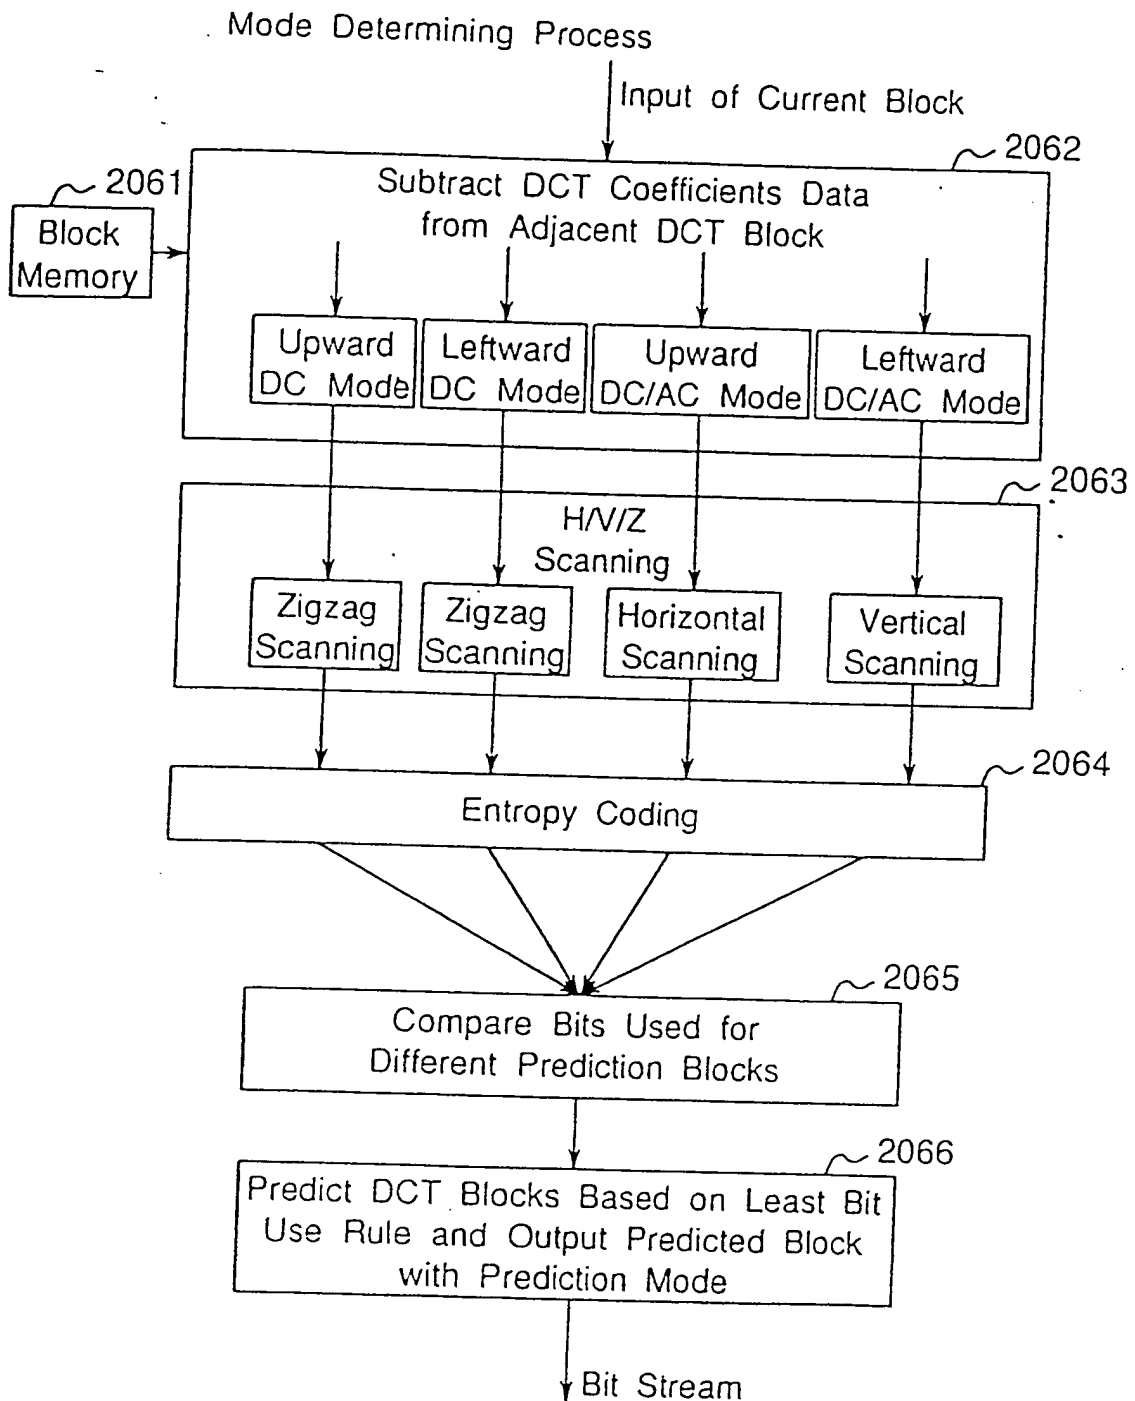 Mode Determining Process
Input of Current Block
2062
2061
Subtract DCT Coefficients Data
from Adjacent DCT Block
Block
Memory
Upward
DC Mode
Leftward
DC Mode
Upward
DC/AC Mode
Leftward
DC/AC Mode
2063
H/V/Z
Scanning
Zigzag
Scanning
Zigzag
Scanning
Horizontal
Scanning
Vertical
Scanning
2064
Entropy Coding
2065
Compare Bits Used for
Different Prediction Blocks
2066
Predict DCT Blocks Based on Least Bit
Use Rule and Output Predicted Block
with Prediction Mode
Bit Stream